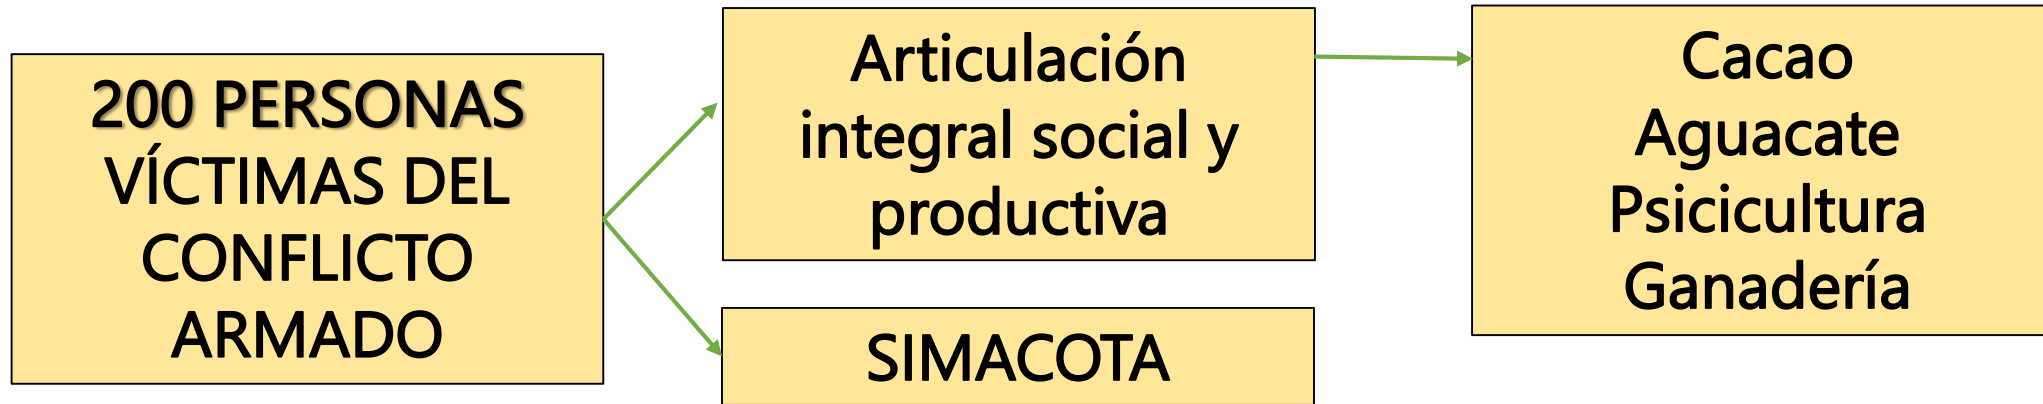 200 PERSONAS
VÍCTIMAS DEL
CONFLICTO
ARMADO
Articulación
integral social y
productiva
SIMACOTA
Cacao
Aguacate
Psicicultura
Ganadería